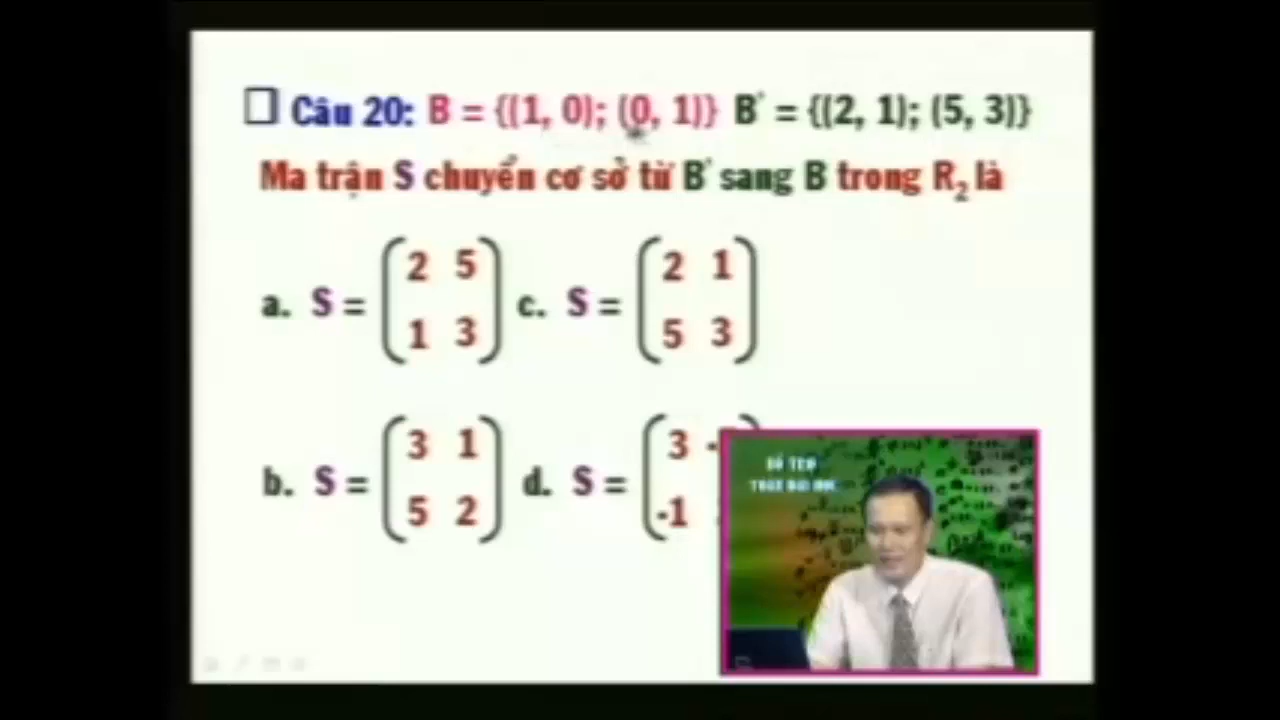 Câu 20: B = {(1, 0); (0, 1)} B' = {(2, 1); (5, 3)}
Ma trận S chuyển cơ sở từ B' sang B trong R2 là
a. S = (2 5
1 3)
c. S = (2 1
5 3)
b. S = (3 1
5 2)
d. S = (3 -
-1